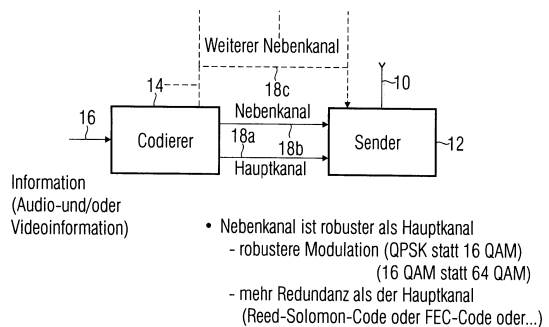 Weiterer Nebenkanal
10
14
18c
16
Nebenkanal
Codierer
18a
18b
Sender
12
Hauptkanal
Information
(Audio-und/oder
Videoinformation)
• Nebenkanal ist robuster als Hauptkanal
- robustere Modulation (QPSK statt 16 QAM)
(16 QAM statt 64 QAM)
- mehr Redundanz als der Hauptkanal
(Reed-Solomon-Code oder FEC-Code oder...)